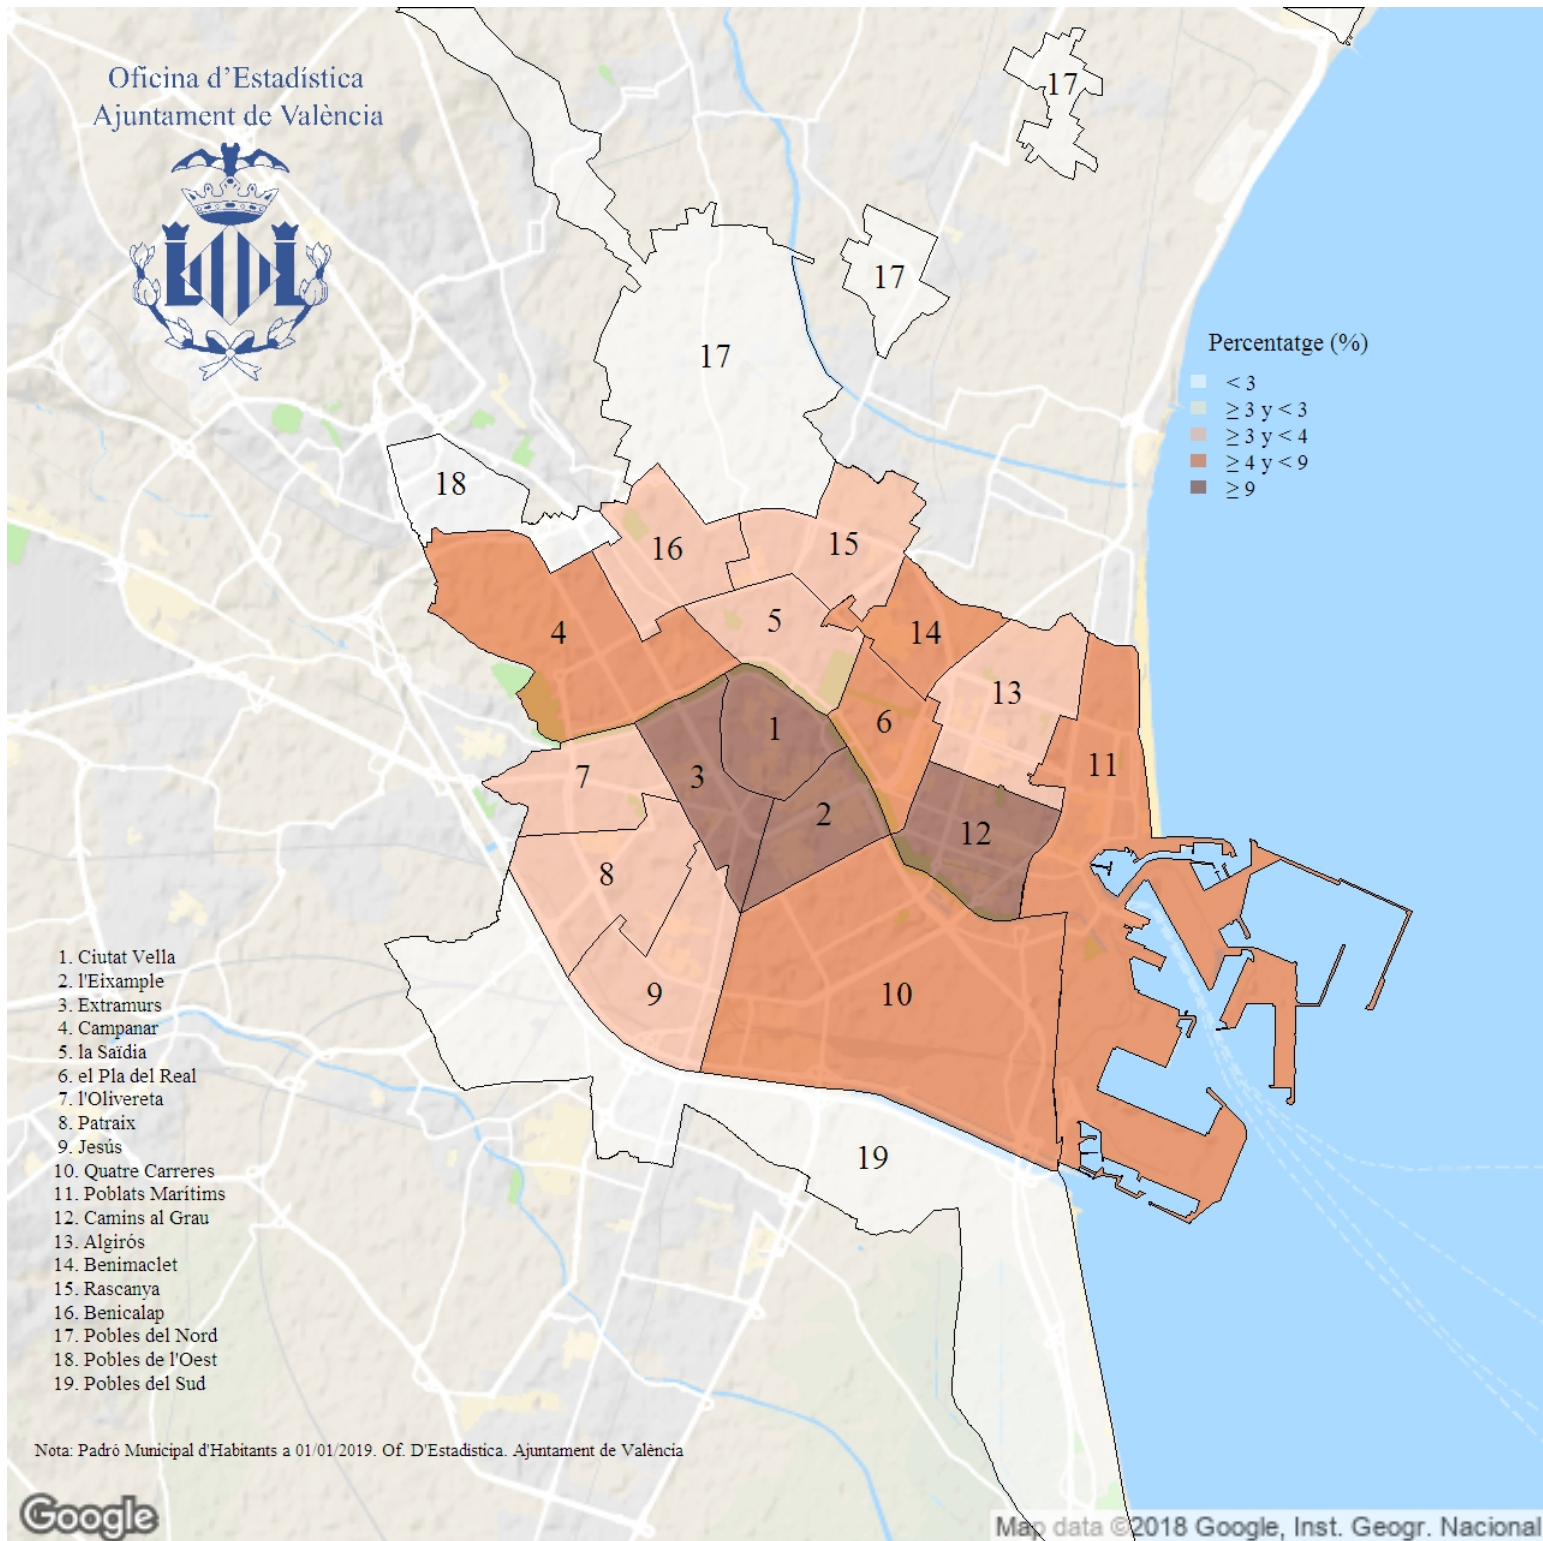 Oficina d'Estadística
Ajuntament de València
17
17
17
Percentatge (%)
< 3
≥ 3 y < 3
≥ 3 y < 4
≥ 4 y < 9
≥ 9
18
16
15
5
4
14
13
6
1
11
7
3
2
12
8
9
10
19
1. Ciutat Vella
2. l'Eixample
3. Extramurs
4. Campanar
5. la Saïdia
6. el Pla del Real
7. l'Olivereta
8. Patraix
9. Jesús
10. Quatre Carreres
11. Poblats Marítims
12. Camins al Grau
13. Algirós
14. Benimaclet
15. Rascanya
16. Benicalap
17. Pobles del Nord
18. Pobles de l'Oest
19. Pobles del Sud
Nota: Padró Municipal d'Habitants a 01/01/2019. Of. D'Estadística. Ajuntament de València
Google
Map data ©2018 Google, Inst. Geogr. Nacional